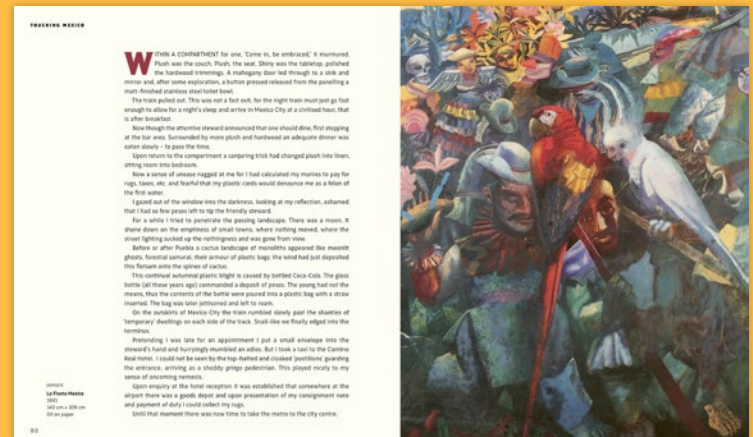 TRUCKING MEXICO
WITHIN A COMPARTMENT for one. 'Come in, be embraced,' it murmured.
Plush was the couch. Plush, the seat. Shiny was the tabletop, polished
the hardwood trimmings. A mahogany door led through to a sink and
mirror and, after some exploration, a button pressed released from the panelling a
matt-finished stainless steel toilet bowl.
The train pulled out. This was not a fast exit, for the night train must just go fast
enough to allow for a night's sleep and arrive in Mexico City at a civilised hour, that
is after breakfast.
Now though the attentive steward announced that one should dine, first stopping
at the bar area. Surrounded by more plush and hardwood an adequate dinner was
eaten slowly – to pass the time.
Upon return to the compartment a conjuring trick had changed plush into linen,
sitting room into bedroom.
Now a sense of unease nagged at me for I had calculated my monies to pay for
rugs, taxes, etc. and fearful that my plastic cards would denounce me as a felon of
the first water.
I gazed out of the window into the darkness, looking at my reflection, ashamed
that I had so few pesos left to tip the friendly steward.
For a while I tried to penetrate the passing landscape. There was a moon. It
shone down on the emptiness of small towns, where nothing moved, where the
street lighting sucked up the nothingness and was gone from view.
Before or after Puebla a cactus landscape of monoliths appeared like moonlit
ghosts, forestial samurai, their armour of plastic bags: the wind had just deposited
this flotsam onto the spines of cactus.
This continual autumnal plastic blight is caused by bottled Coca-Cola. The glass
bottle (all these years ago) commanded a deposit of pesos. The young had not the
means, thus the contents of the bottle were poured into a plastic bag with a straw
inserted. The bag was later jettisoned and left to roam.
On the outskirts of Mexico City the train rumbled slowly past the shanties of
'temporary' dwellings on each side of the track. Snail-like we finally edged into the
terminus.
Pretending I was late for an appointment I put a small envelope into the
steward's hand and hurryingly mumbled an adios. But I took a taxi to the Camino
Real Hotel. I could not be seen by the top-hatted and cloaked 'postilions' guarding
the entrance, arriving as a shoddy gringo pedestrian. This played nicely to my
sense of oncoming nemesis.
Upon enquiry at the hotel reception it was established that somewhere at the
airport there was a goods depot and upon presentation of my consignment note
and payment of duty I could collect my rugs.
Until that moment there was now time to take the metro to the city centre.
OPPOSITE
La Fiesta Mexico
1992
140 cm x 109 cm
Oil on paper
90